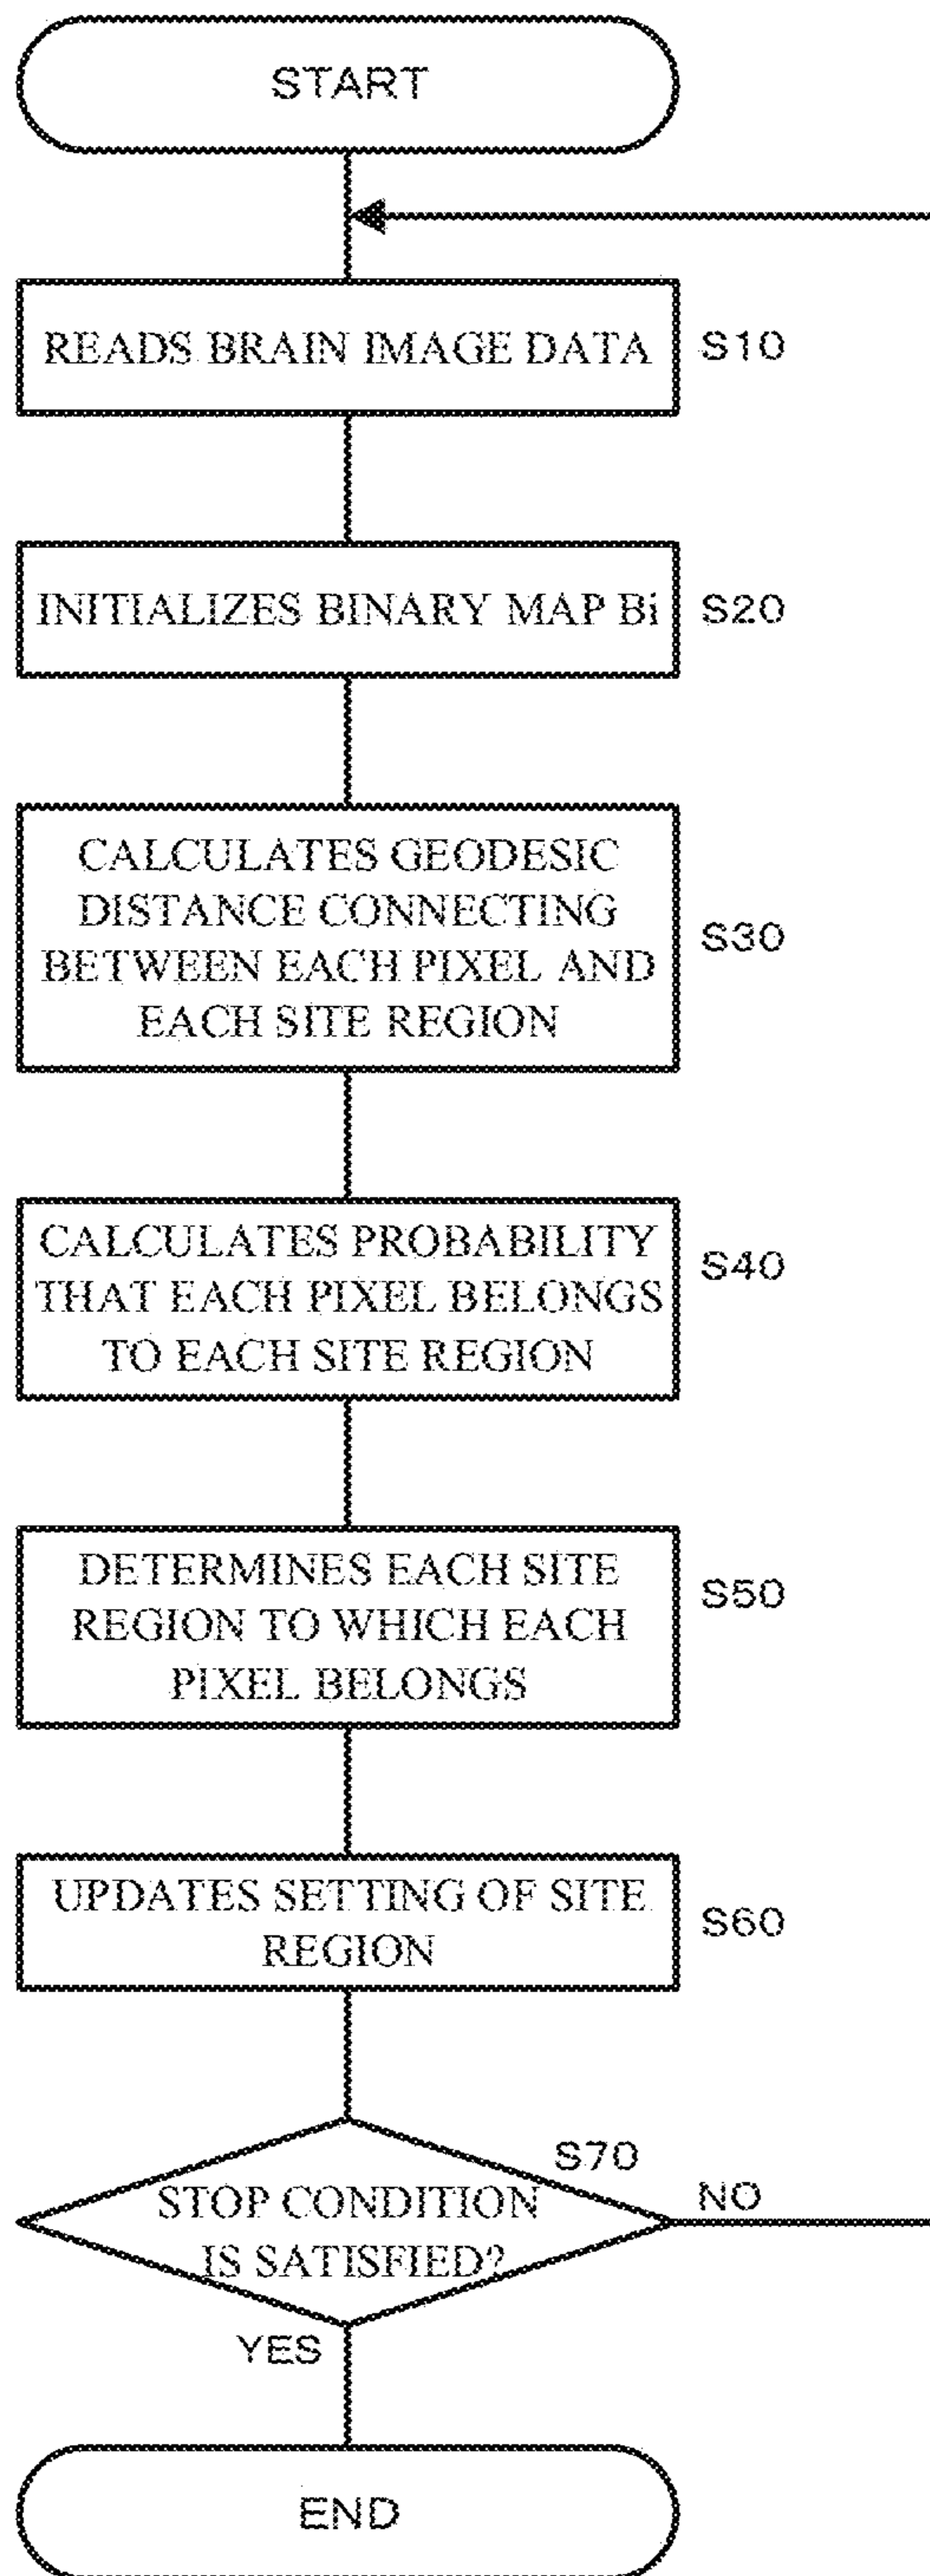 START
READS BRAIN IMAGE DATA
S10
INITIALIZES BINARY MAP Bi
S20
CALCULATES GEODESIC
DISTANCE CONNECTING
BETWEEN EACH PIXEL AND
EACH SITE REGION
S30
CALCULATES PROBABILITY
THAT EACH PIXEL BELONGS
TO EACH SITE REGION
S40
DETERMINES EACH SITE
REGION TO WHICH EACH
PIXEL BELONGS
S50
UPDATES SETTING OF SITE
REGION
S60
S70
STOP CONDITION
IS SATISFIED?
NO
YES
END